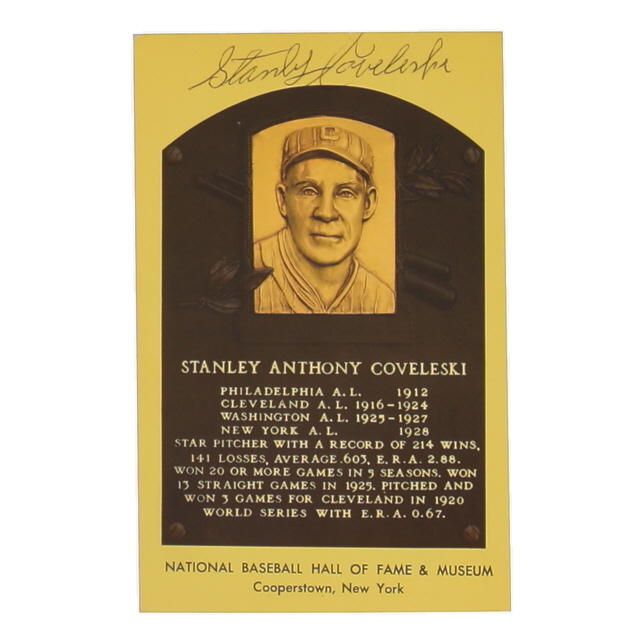 Stanley Coveleski
C
STANLEY ANTHONY COVELESKI
PHILADELPHIA A.L. 1912
CLEVELAND A.L. 1916-1924
WASHINGTON A.L. 1925-1927
NEW YORK A.L. 1928
STAR PITCHER WITH A RECORD OF 214 WINS,
141 LOSSES, AVERAGE .603, E.R.A. 2.88.
WON 20 OR MORE GAMES IN 5 SEASONS. WON
13 STRAIGHT GAMES IN 1925. PITCHED AND
WON 3 GAMES FOR CLEVELAND IN 1920
WORLD SERIES WITH E.R.A. 0.67.
NATIONAL BASEBALL HALL OF FAME & MUSEUM
Cooperstown, New York